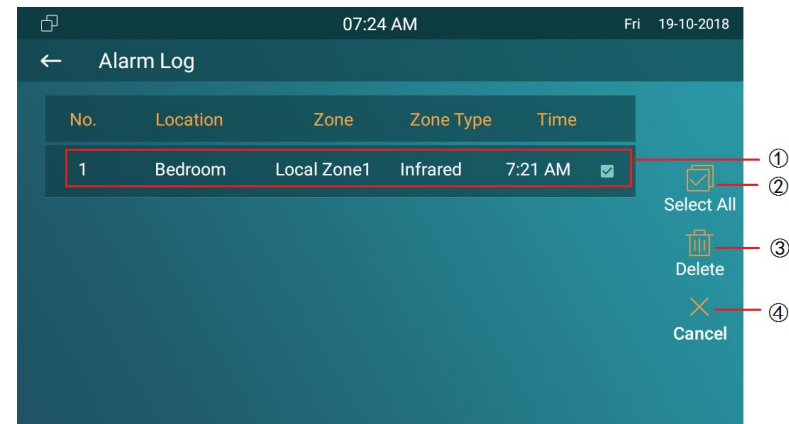 07:24 AM Fri 19-10-2018
Alarm Log
No. Location Zone Zone Type Time
1 Bedroom Local Zone1 Infrared 7:21 AM
①
②
Select All
③
Delete
④
Cancel